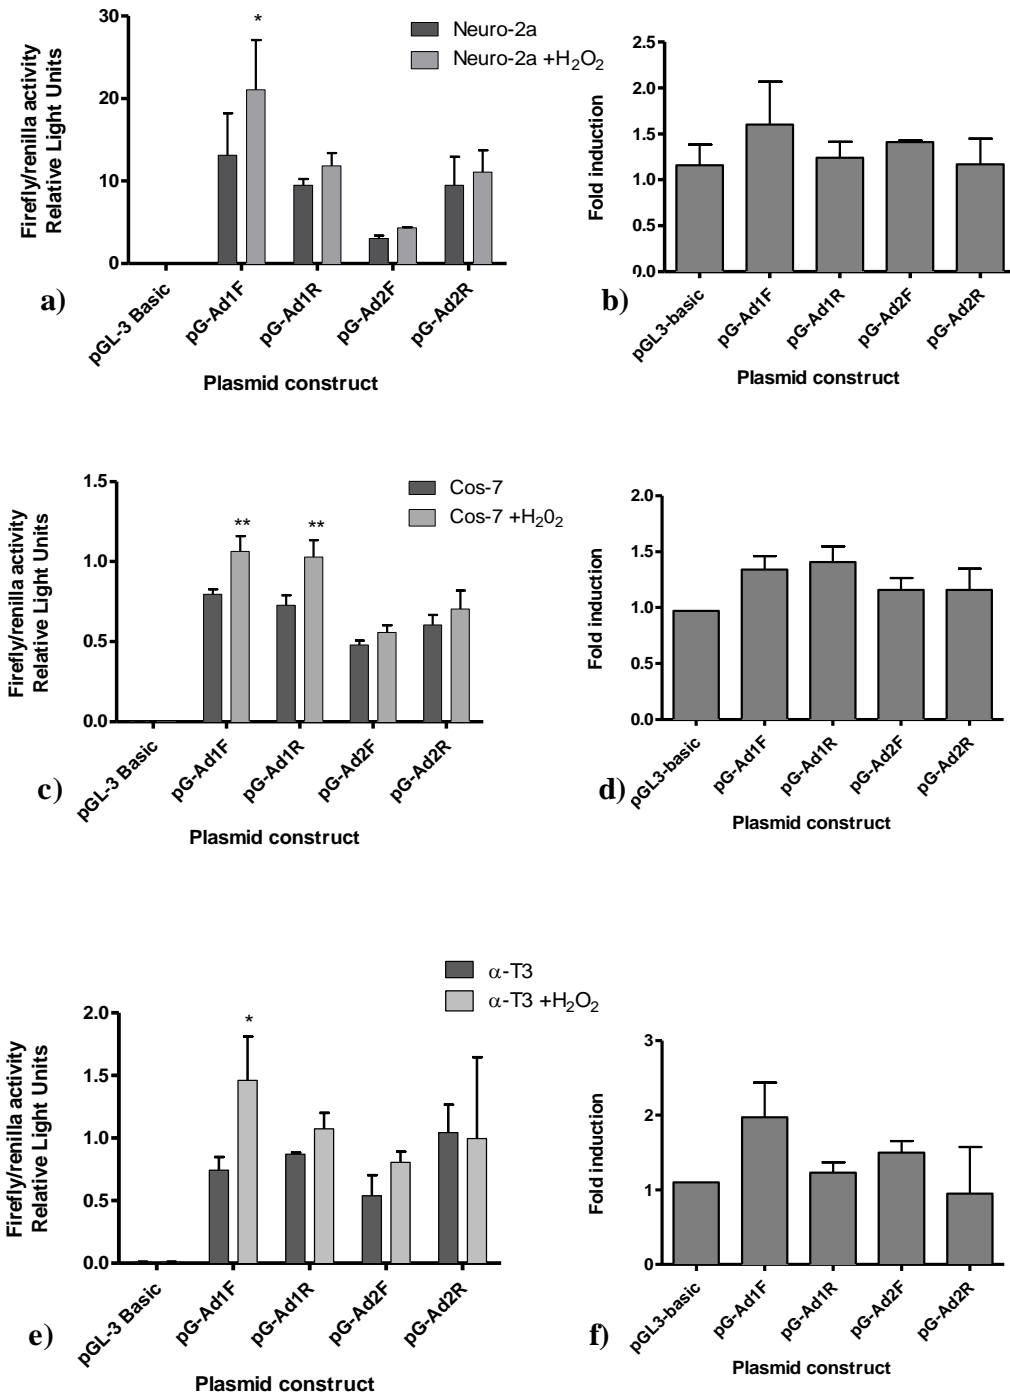 *
Neuro-2a
Neuro-2a +H₂O₂
Firefly/renilla activity
Relative Light Units
30
20
10
0
pGL-3 Basic
pG-Ad1F
pG-Ad1R
pG-Ad2F
pG-Ad2R
a)
Plasmid construct
Fold induction
2.5
2.0
1.5
1.0
0.5
0.0
pGL3-basic
pG-Ad1F
pG-Ad1R
pG-Ad2F
pG-Ad2R
b)
Plasmid construct
Cos-7
Cos-7 +H₂0₂
** **
Firefly/renilla activity
Relative Light Units
1.5
1.0
0.5
0.0
pGL-3 Basic
pG-Ad1F
pG-Ad1R
pG-Ad2F
pG-Ad2R
c)
Plasmid construct
Fold induction
2.0
1.5
1.0
0.5
0.0
pGL3-basic
pG-Ad1F
pG-Ad1R
pG-Ad2F
pG-Ad2R
d)
Plasmid construct
α-T3
α-T3 +H₂O₂
*
Firefly/renilla activity
Relative Light Units
2.0
1.5
1.0
0.5
0.0
pGL-3 Basic
pG-Ad1F
pG-Ad1R
pG-Ad2F
pG-Ad2R
e)
Plasmid construct
Fold induction
3
2
1
0
pGL3-basic
pG-Ad1F
pG-Ad1R
pG-Ad2F
pG-Ad2R
f)
Plasmid construct